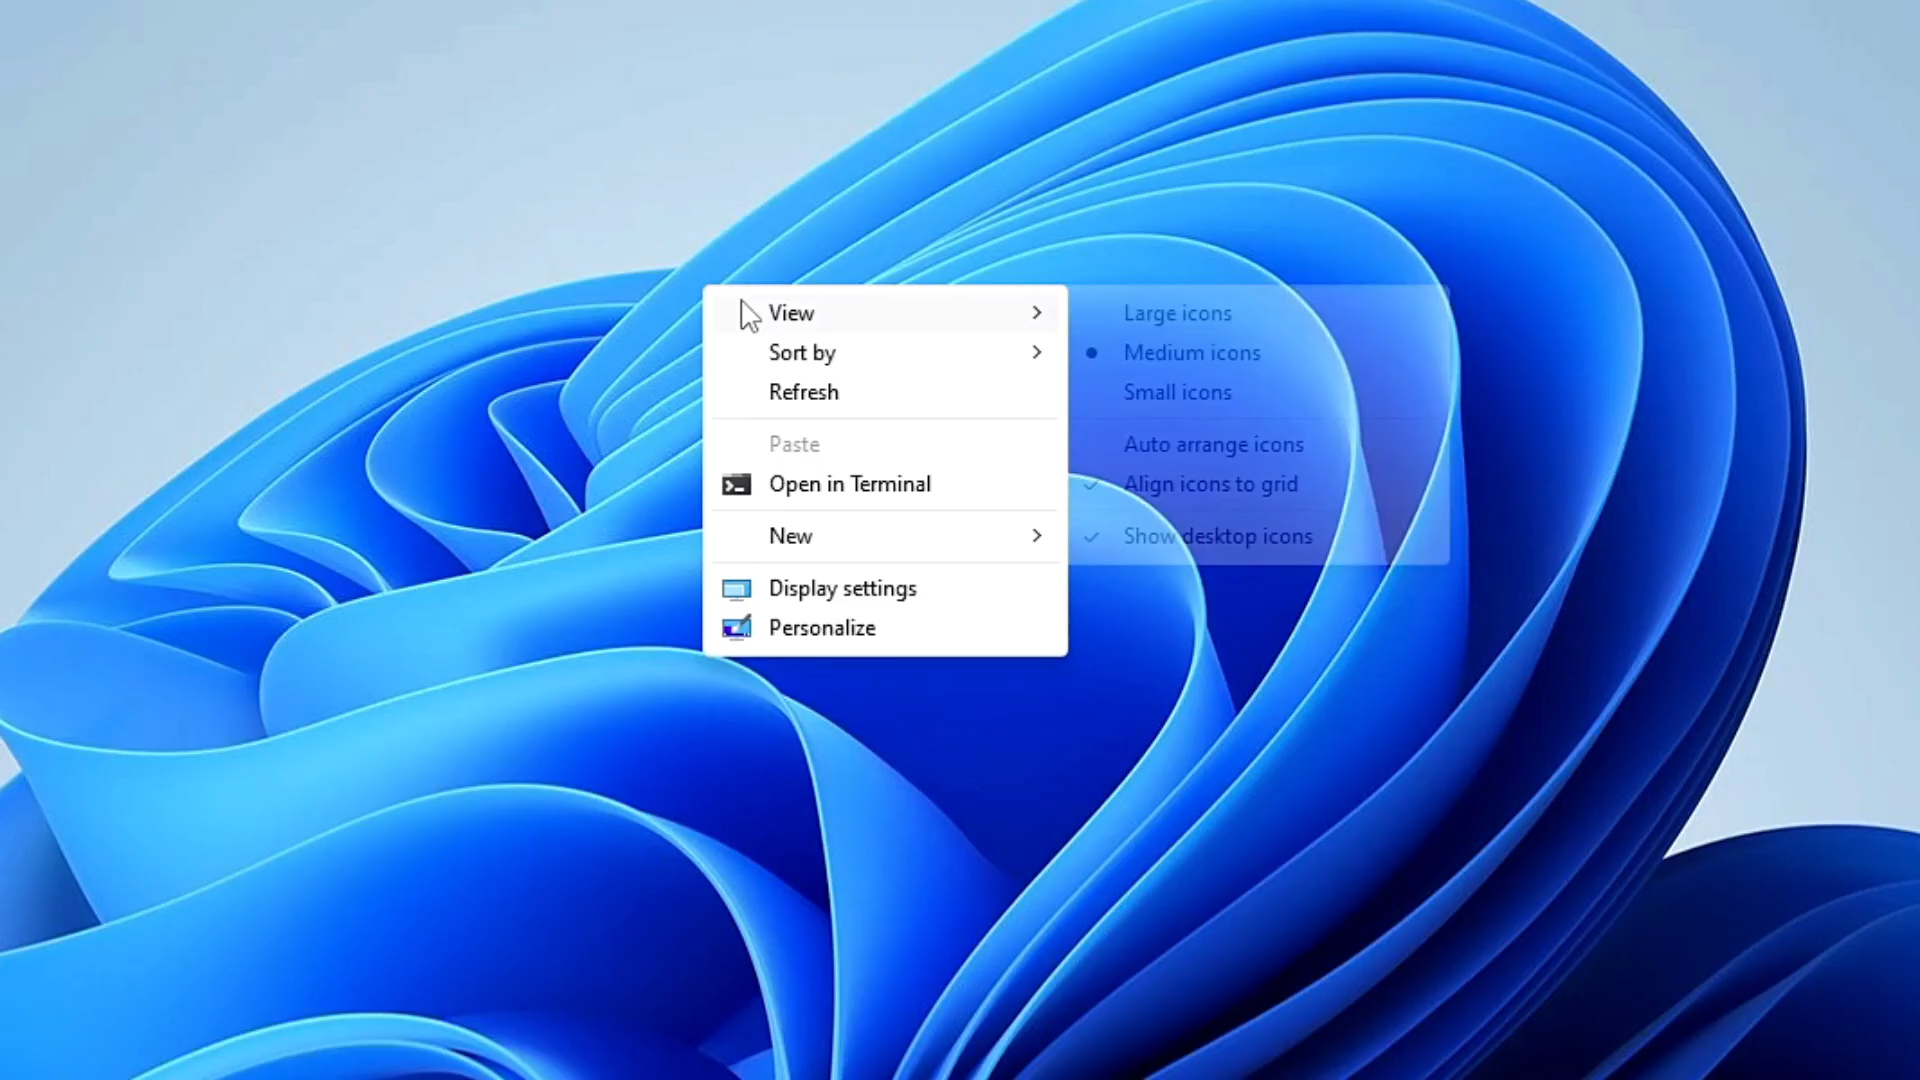 View
Sort by
Refresh
Paste
Open in Terminal
New
Display settings
Personalize
Large icons
Medium icons
Small icons
Auto arrange icons
Align icons to grid
Show desktop icons